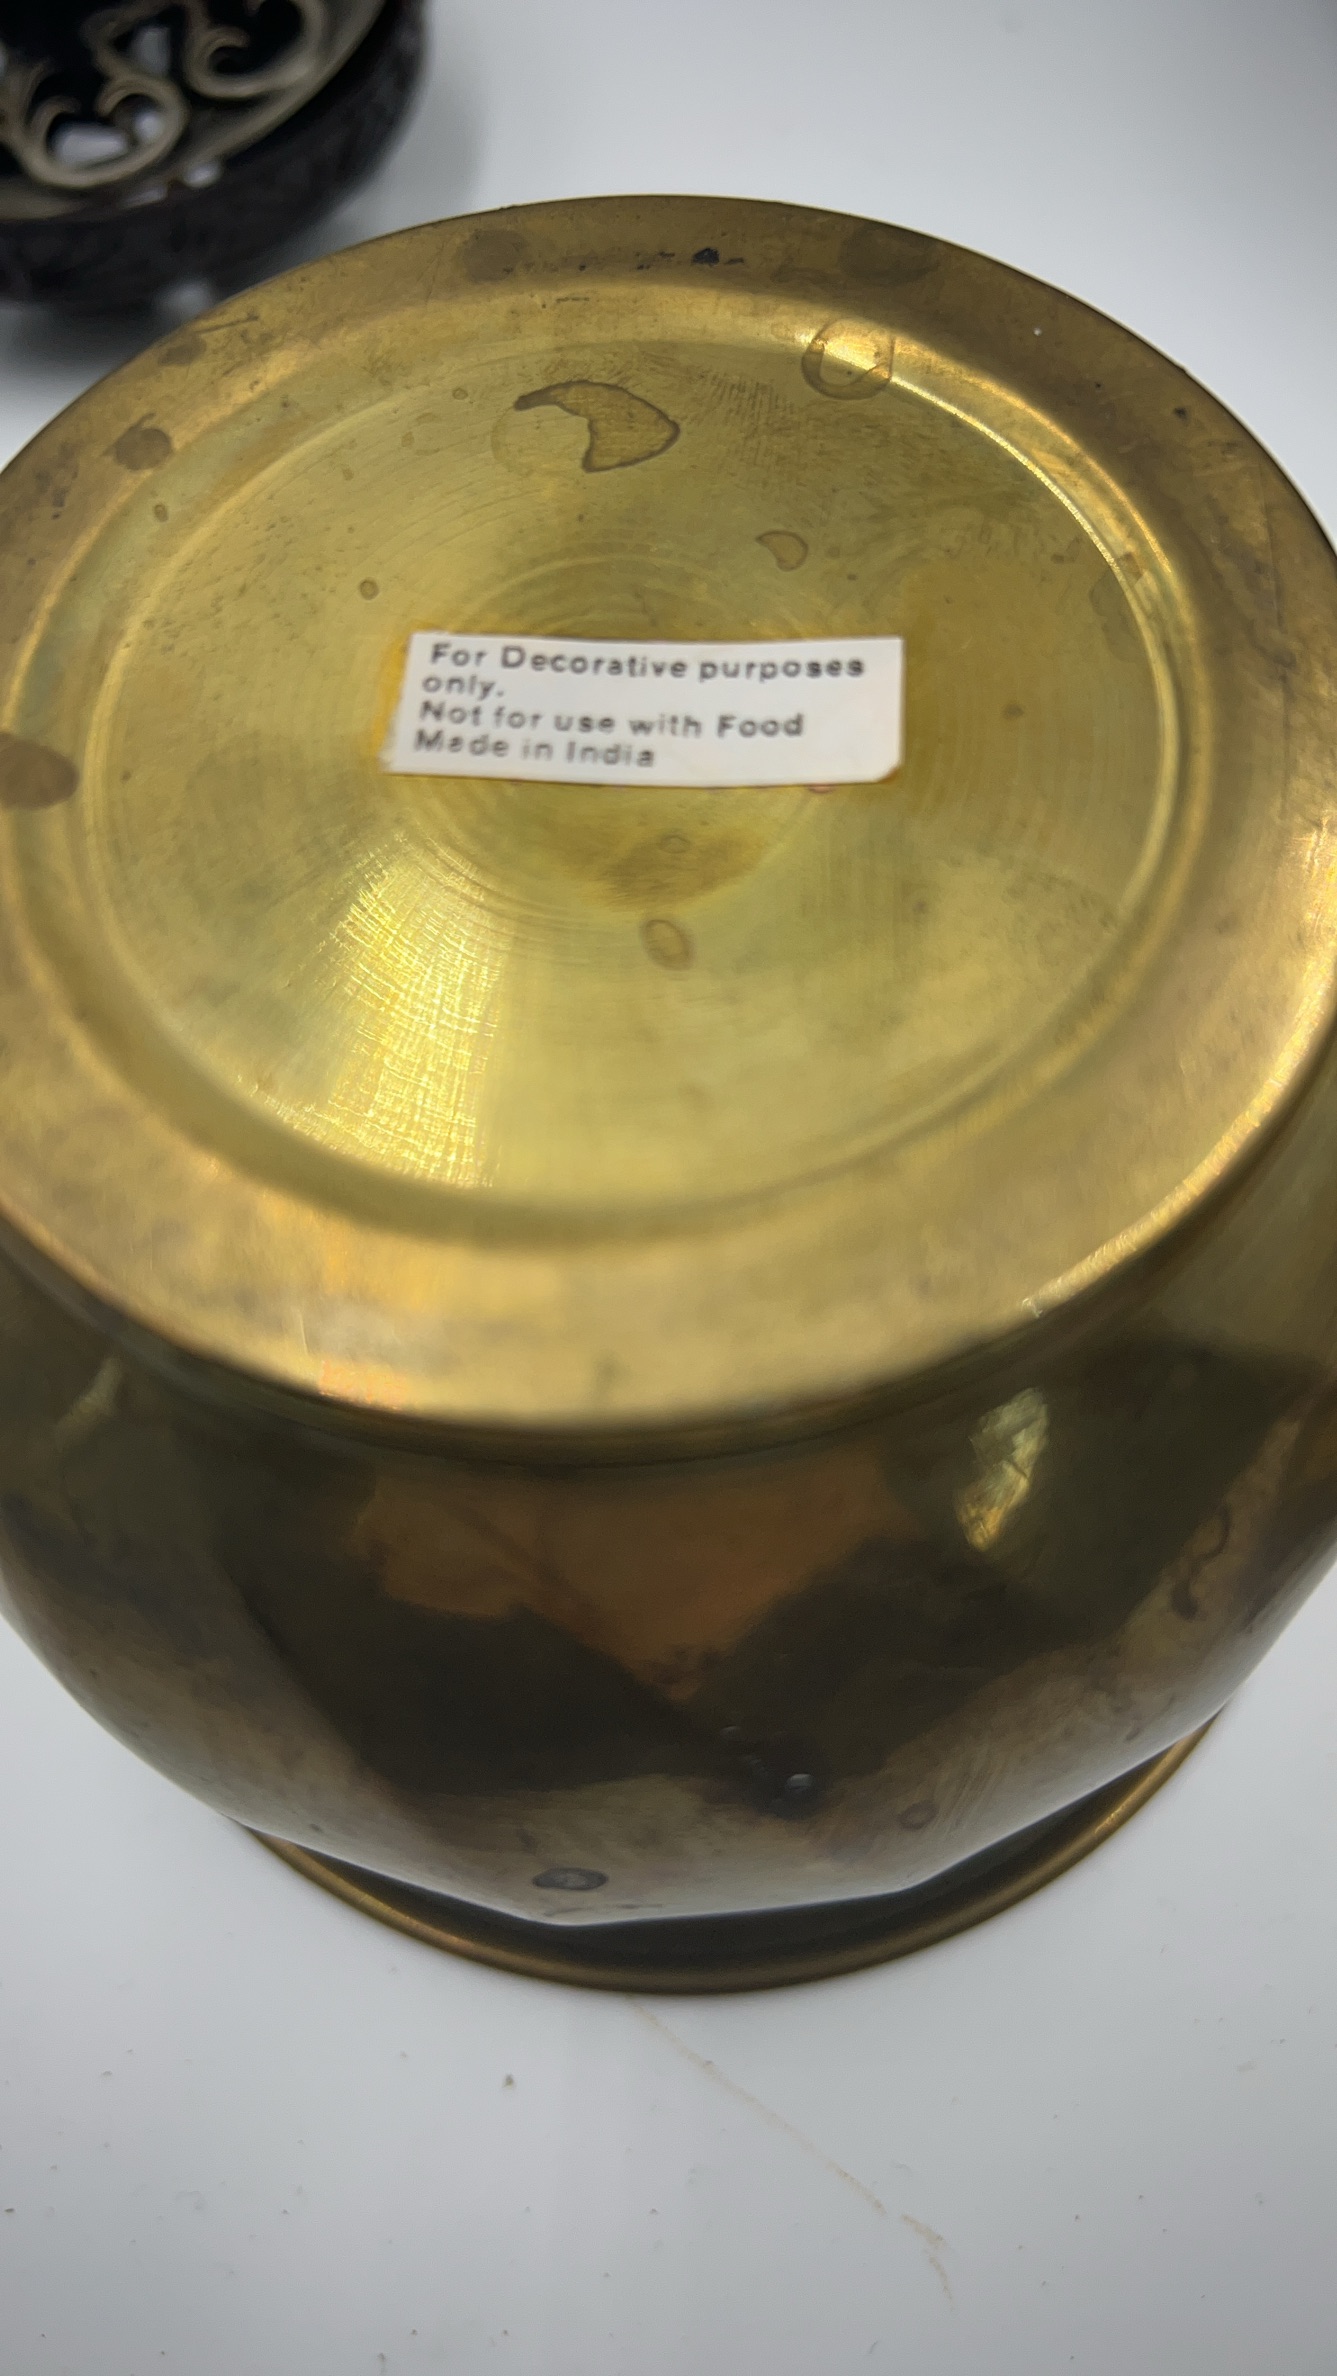 For Decorative purposes
only.
Not for use with Food
Made in India